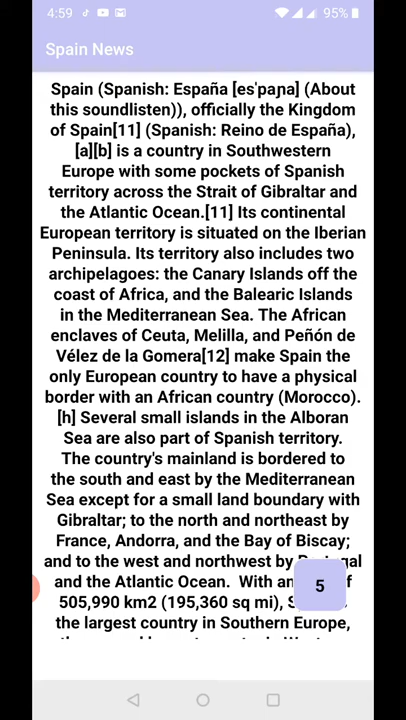 4:59
95%
Spain News
Spain (Spanish: España [esˈpaɲa] (About
this soundlisten)), officially the Kingdom
of Spain[11] (Spanish: Reino de España),
[a][b] is a country in Southwestern
Europe with some pockets of Spanish
territory across the Strait of Gibraltar and
the Atlantic Ocean.[11] Its continental
European territory is situated on the Iberian
Peninsula. Its territory also includes two
archipelagoes: the Canary Islands off the
coast of Africa, and the Balearic Islands
in the Mediterranean Sea. The African
enclaves of Ceuta, Melilla, and Peñón de
Vélez de la Gomera[12] make Spain the
only European country to have a physical
border with an African country (Morocco).
[h] Several small islands in the Alboran
Sea are also part of Spanish territory.
The country's mainland is bordered to
the south and east by the Mediterranean
Sea except for a small land boundary with
Gibraltar; to the north and northeast by
France, Andorra, and the Bay of Biscay;
and to the west and northwest by
and the Atlantic Ocean. With an
505,990 km2 (195,360 sq mi),
the largest country in Southern Europe,
5